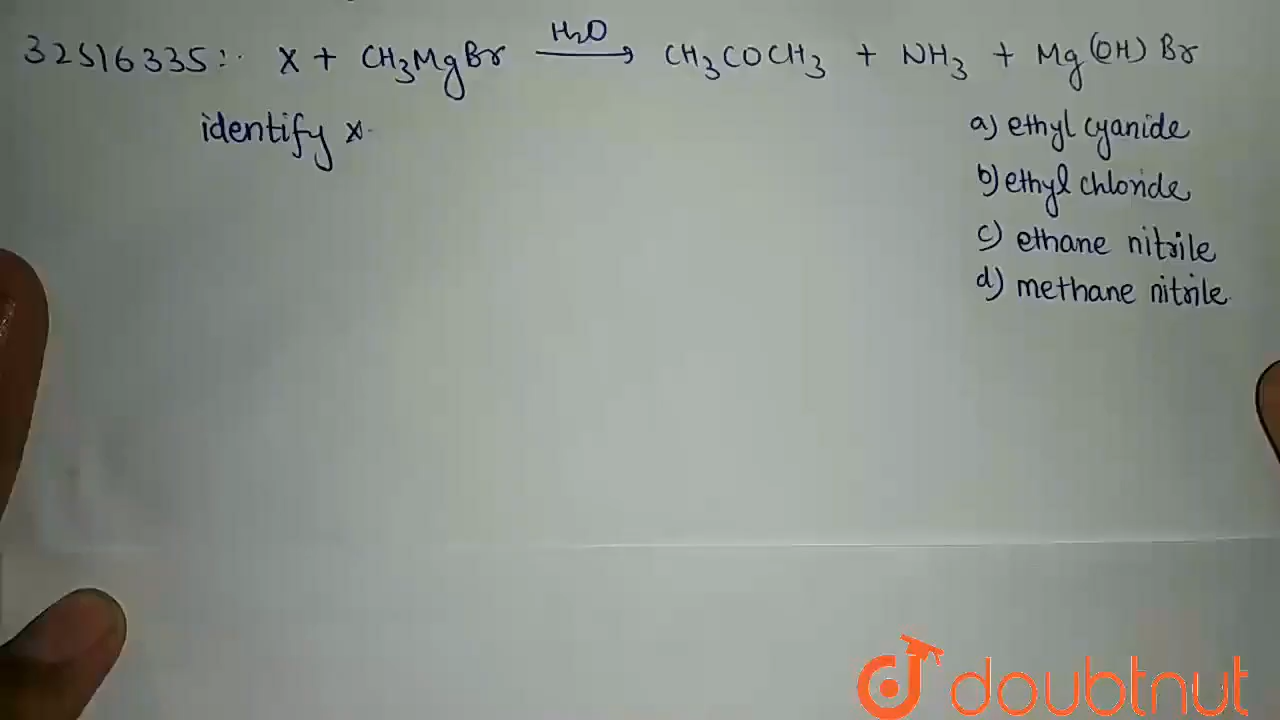 32516335:- X + CH₃MgBr H₂O → CH₃COCH₃ + NH₃ + Mg(OH)Br
identify x.
a) ethyl cyanide
b) ethyl chloride
c) ethane nitrile
d) methane nitrile
doubtnut